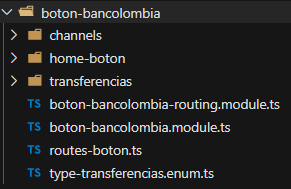 boton-bancolombia
channels
home-boton
transferencias
TS boton-bancolombia-routing.module.ts
TS boton-bancolombia.module.ts
TS routes-boton.ts
TS type-transferencias.enum.ts